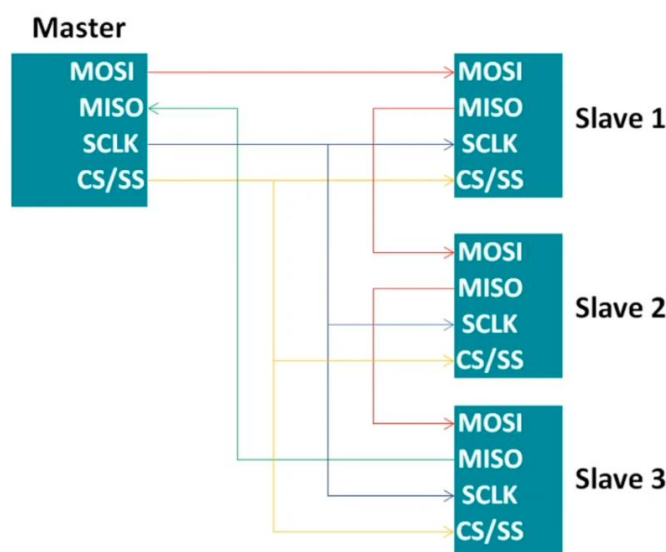 Master
MOSI
MISO
SCLK
CS/SS
MOSI
MISO
SCLK
CS/SS
Slave 1
MOSI
MISO
SCLK
CS/SS
Slave 2
MOSI
MISO
SCLK
CS/SS
Slave 3